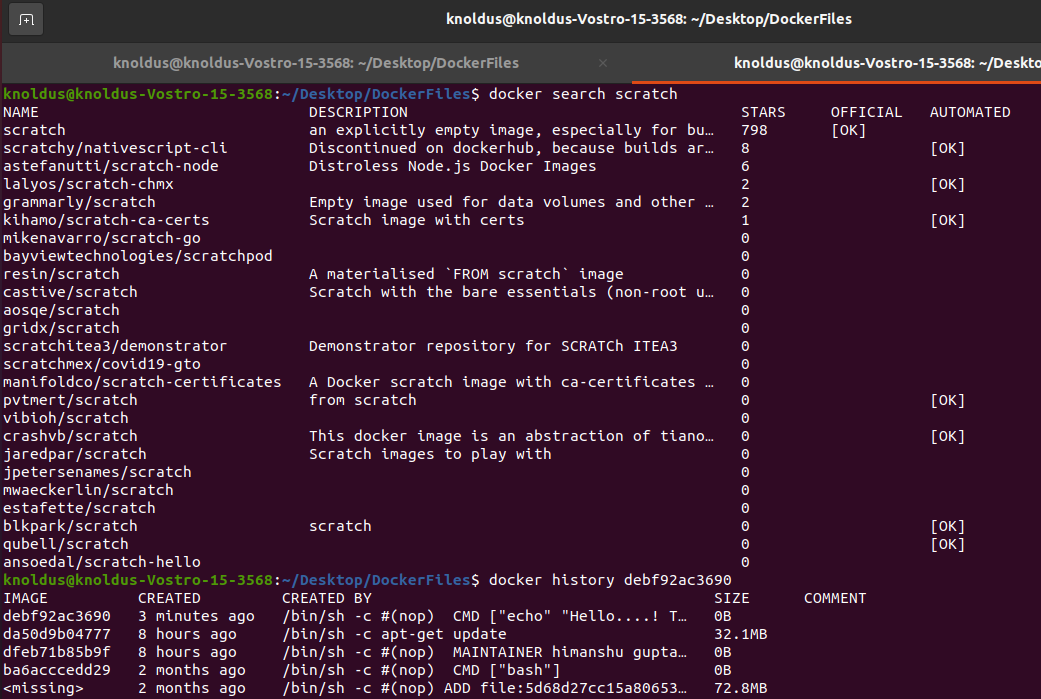 knoldus@knoldus-Vostro-15-3568: ~/Desktop/DockerFiles
knoldus@knoldus-Vostro-15-3568: ~/Desktop/DockerFiles × knoldus@knoldus-Vostro-15-3568: ~/Deskto
knoldus@knoldus-Vostro-15-3568:~/Desktop/DockerFiles$ docker search scratch
NAME DESCRIPTION STARS OFFICIAL AUTOMATED
scratch an explicitly empty image, especially for bu… 798 [OK]
scratchy/nativescript-cli Discontinued on dockerhub, because builds ar… 8 [OK]
astefanutti/scratch-node Distroless Node.js Docker Images 6
lalyos/scratch-chmx 2 [OK]
grammarly/scratch Empty image used for data volumes and other … 2
kihamo/scratch-ca-certs Scratch image with certs 1 [OK]
mikenavarro/scratch-go 0
bayviewtechnologies/scratchpod 0
resin/scratch A materialised `FROM scratch` image 0
castive/scratch Scratch with the bare essentials (non-root u… 0
aosqe/scratch 0
gridx/scratch 0
scratchitea3/demonstrator Demonstrator repository for SCRATCh ITEA3 0
scratchmex/covid19-gto 0
manifoldco/scratch-certificates A Docker scratch image with ca-certificates … 0
pvtmert/scratch from scratch 0 [OK]
vibioh/scratch 0
crashvb/scratch This docker image is an abstraction of tiano… 0 [OK]
jaredpar/scratch Scratch images to play with 0
jpetersenames/scratch 0
mwaeckerlin/scratch 0
estafette/scratch 0
blkpark/scratch scratch 0 [OK]
qubell/scratch 0 [OK]
ansoedal/scratch-hello 0
knoldus@knoldus-Vostro-15-3568:~/Desktop/DockerFiles$ docker history debf92ac3690
IMAGE CREATED CREATED BY SIZE COMMENT
debf92ac3690 3 minutes ago /bin/sh -c #(nop)  CMD ["echo" "Hello....! T… 0B
da50d9b04777 8 hours ago /bin/sh -c apt-get update 32.1MB
dfeb71b85b9f 8 hours ago /bin/sh -c #(nop)  MAINTAINER himanshu gupta… 0B
ba6acccedd29 2 months ago /bin/sh -c #(nop)  CMD ["bash"] 0B
<missing> 2 months ago /bin/sh -c #(nop) ADD file:5d68d27cc15a80653… 72.8MB